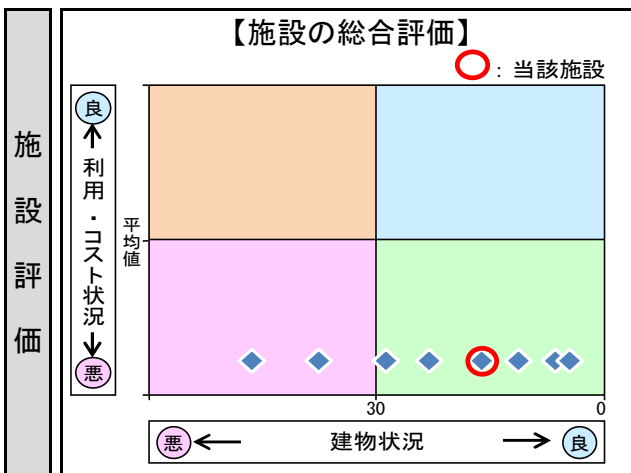 施設評価
【施設の総合評価】
：当該施設
良
利用・コスト状況
悪
平均値
30
0
悪
建物状況
良